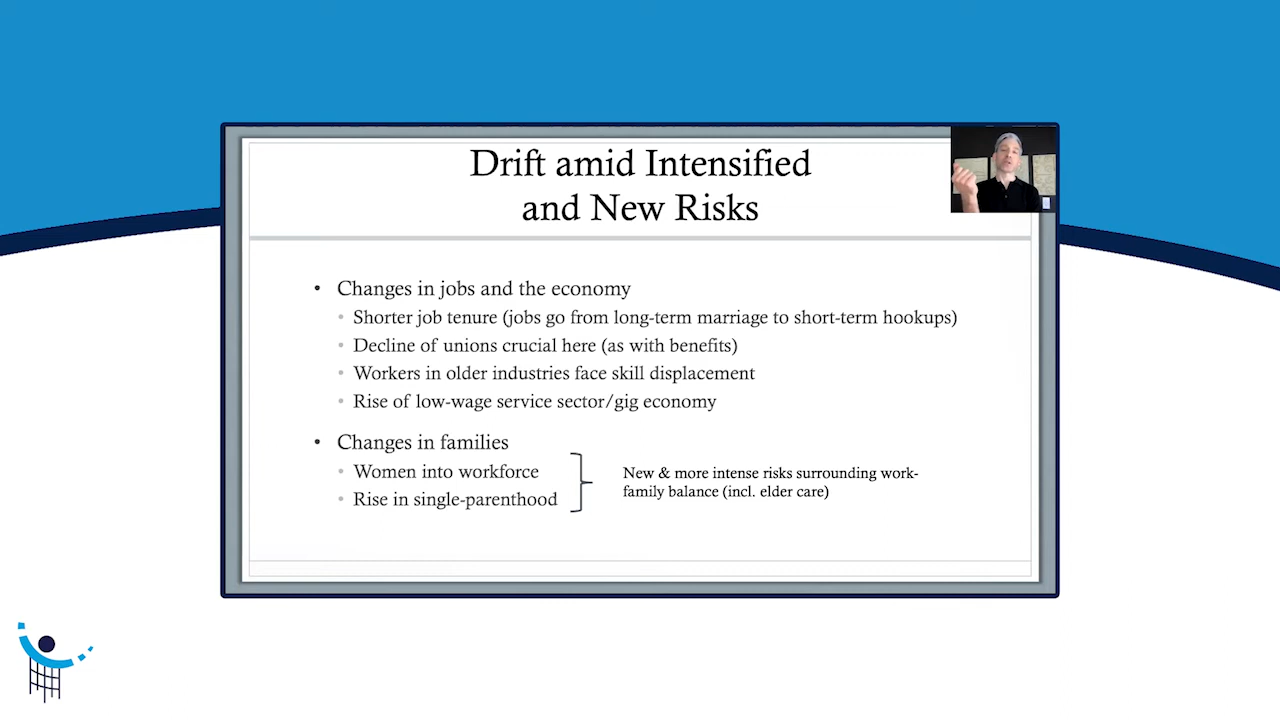 Drift amid Intensified
and New Risks
• Changes in jobs and the economy
• Shorter job tenure (jobs go from long-term marriage to short-term hookups)
• Decline of unions crucial here (as with benefits)
• Workers in older industries face skill displacement
• Rise of low-wage service sector/gig economy
• Changes in families
• Women into workforce
• Rise in single-parenthood
New & more intense risks surrounding work-
family balance (incl. elder care)